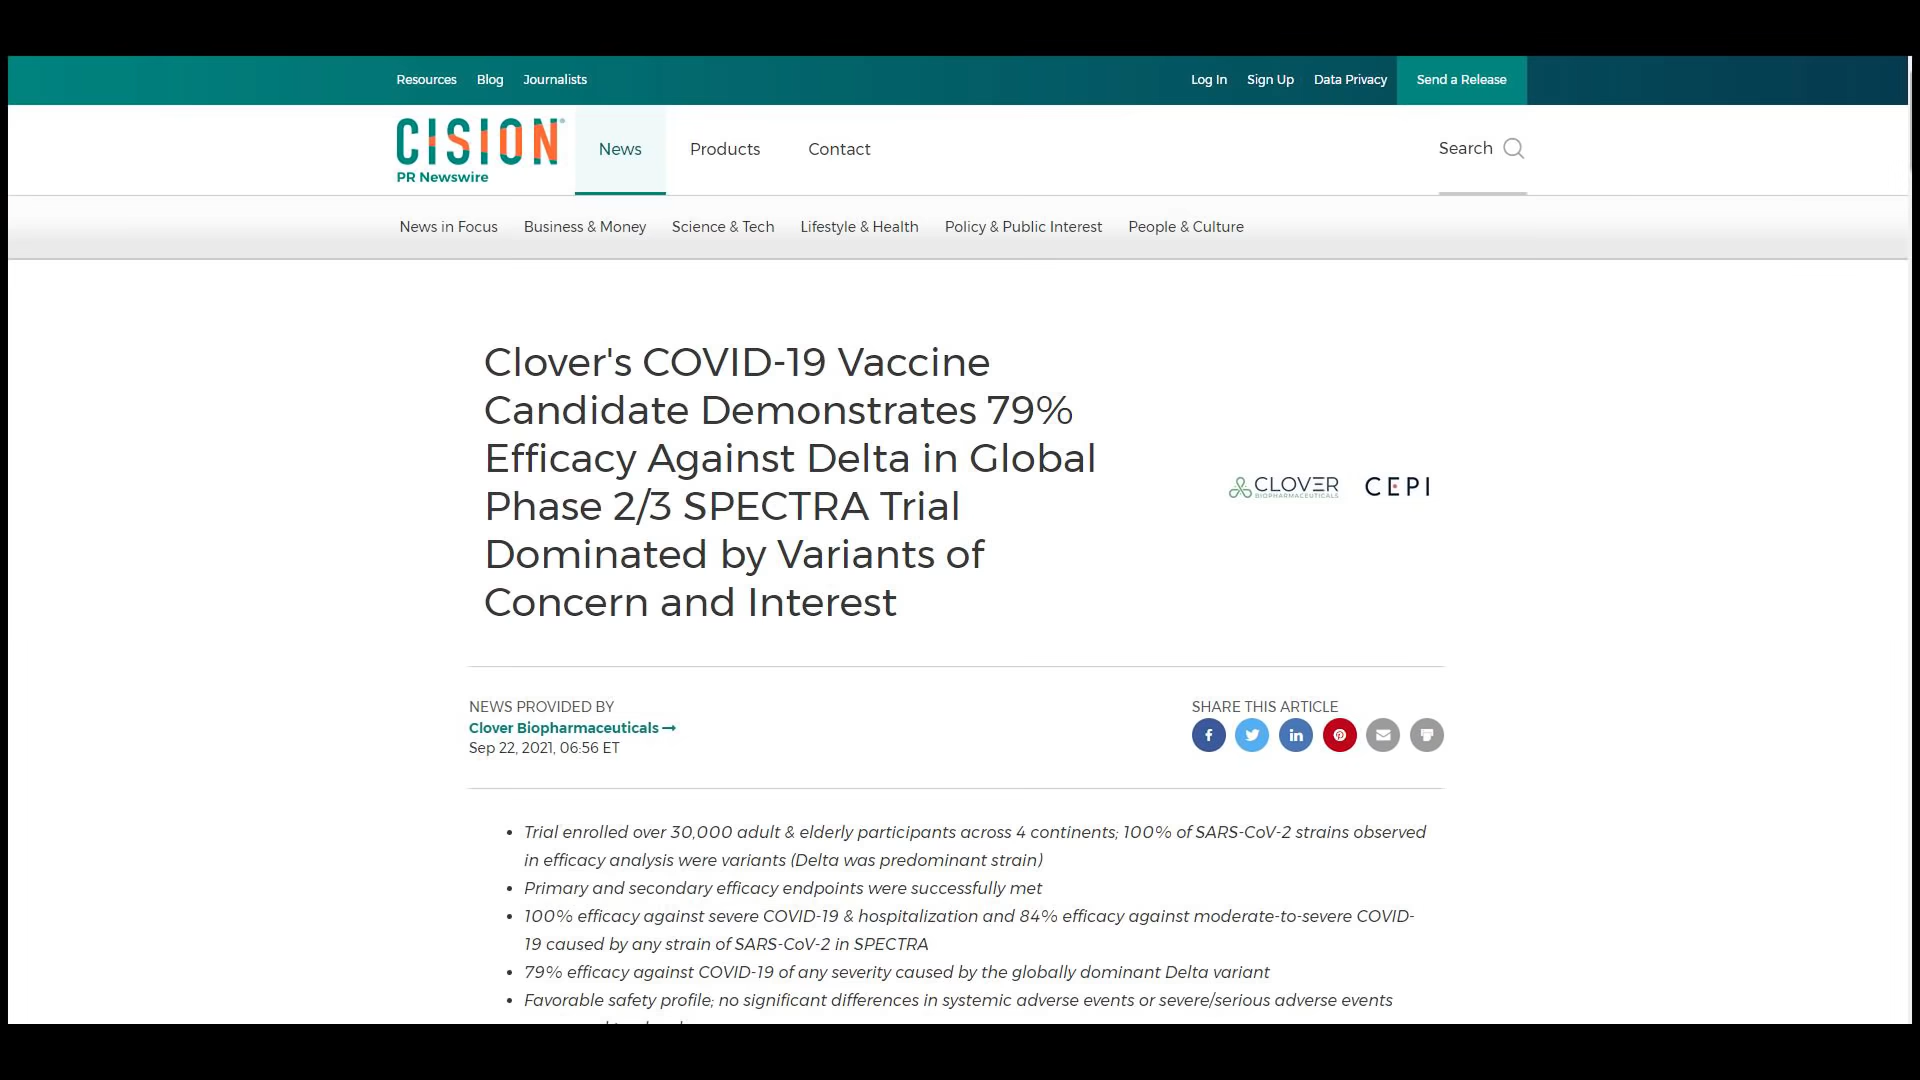 Resources Blog Journalists Log In Sign Up Data Privacy Send a Release
CISION®
PR Newswire
News Products Contact Search
News in Focus Business & Money Science & Tech Lifestyle & Health Policy & Public Interest People & Culture
Clover's COVID-19 Vaccine
Candidate Demonstrates 79%
Efficacy Against Delta in Global
Phase 2/3 SPECTRA Trial
Dominated by Variants of
Concern and Interest
CLOVER
BIOPHARMACEUTICALS
CEPI
NEWS PROVIDED BY
Clover Biopharmaceuticals →
Sep 22, 2021, 06:56 ET
SHARE THIS ARTICLE
• Trial enrolled over 30,000 adult & elderly participants across 4 continents; 100% of SARS-CoV-2 strains observed
in efficacy analysis were variants (Delta was predominant strain)
• Primary and secondary efficacy endpoints were successfully met
• 100% efficacy against severe COVID-19 & hospitalization and 84% efficacy against moderate-to-severe COVID-
19 caused by any strain of SARS-CoV-2 in SPECTRA
• 79% efficacy against COVID-19 of any severity caused by the globally dominant Delta variant
• Favorable safety profile; no significant differences in systemic adverse events or severe/serious adverse events